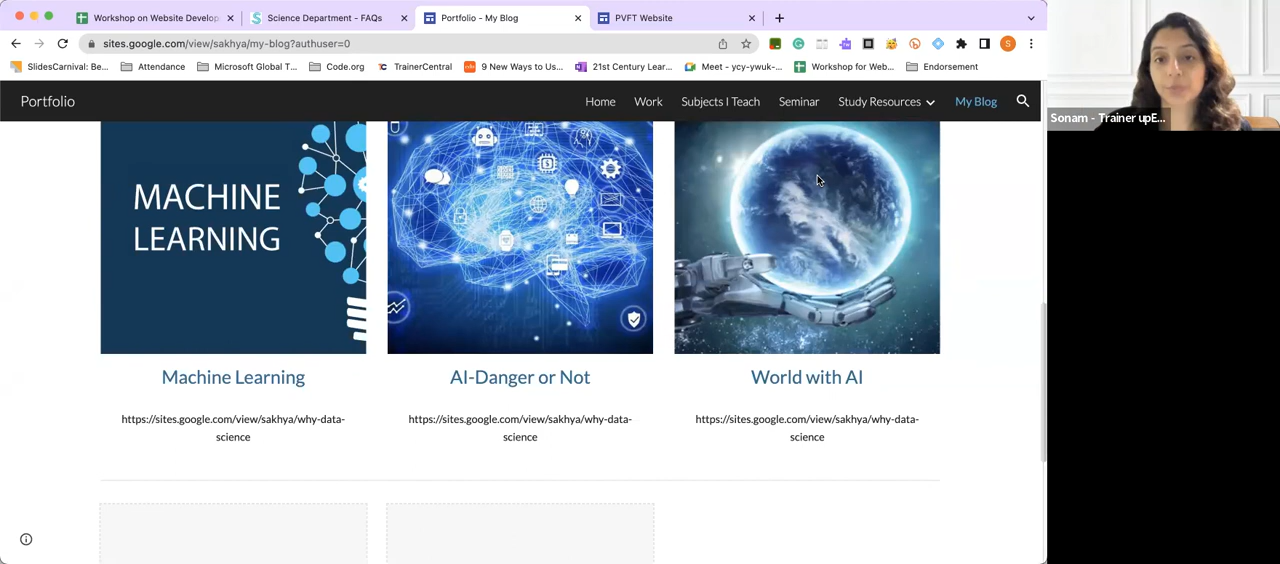 Workshop on Website Develop
Science Department - FAQs
Portfolio - My Blog
PVFT Website
sites.google.com/view/sakhya/my-blog?authuser=0
S
SlidesCarnival: Be...
Attendance
Microsoft Global T...
Code.org
TrainerCentral
9 New Ways to Us...
21st Century Lear...
Meet - ycy-ywuk-...
Workshop for Web...
Endorsement
Portfolio
Home
Work
Subjects I Teach
Seminar
Study Resources
My Blog
Sonam - Trainer upE...
MACHINE
LEARNING
Machine Learning
AI-Danger or Not
World with AI
https://sites.google.com/view/sakhya/why-data-
science
https://sites.google.com/view/sakhya/why-data-
science
https://sites.google.com/view/sakhya/why-data-
science